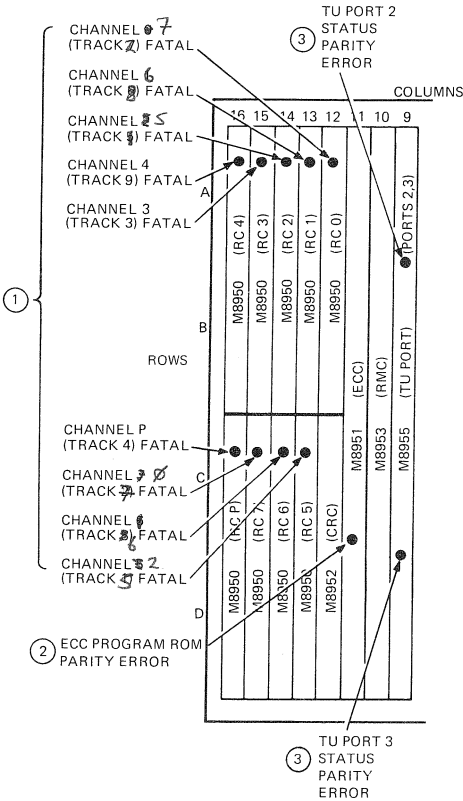 TU PORT 2
STATUS
PARITY
ERROR
3
COLUMNS
CHANNEL 7
(TRACK 2) FATAL
CHANNEL 6
(TRACK 8) FATAL
CHANNEL 5
(TRACK 1) FATAL
CHANNEL 4
(TRACK 9) FATAL
CHANNEL 3
(TRACK 3) FATAL
16 15 14 13 12 11 10 9
A
B
C
D
ROWS
1
M8950 (RC 4)
M8950 (RC 3)
M8950 (RC 2)
M8950 (RC 1)
M8950 (RC 0)
M8951 (ECC)
M8953 (RMC)
M8955 (TU PORT) (PORTS 2,3)
CHANNEL P
(TRACK 4) FATAL
CHANNEL 0
(TRACK 7) FATAL
CHANNEL
(TRACK 6) FATAL
CHANNEL 2
(TRACK 5) FATAL
M8950 (RC P)
M8950 (RC 7)
M8950 (RC 6)
M8950 (RC 5)
M8952 (CRC)
2
ECC PROGRAM ROM
PARITY ERROR
3
TU PORT 3
STATUS
PARITY
ERROR